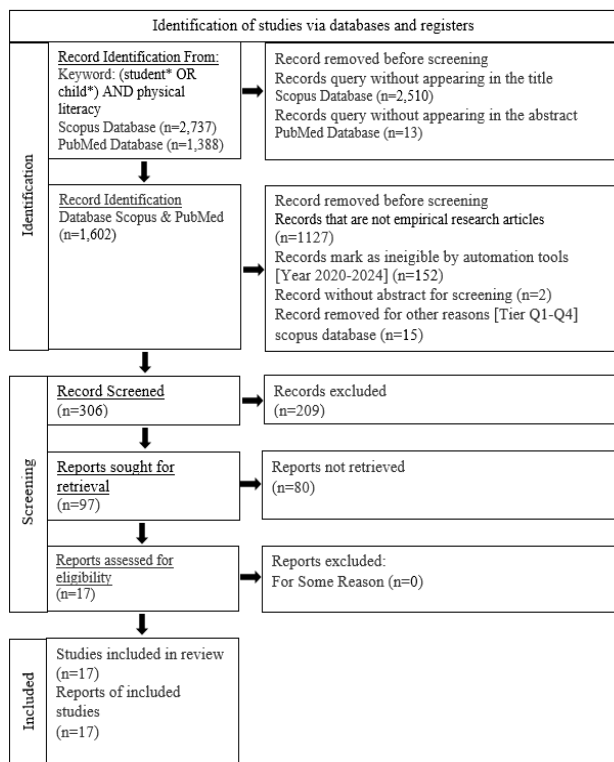 Identification of studies via databases and registers
Identification
Record Identification From:
Keyword: (student* OR
child*) AND physical
literacy
Scopus Database (n=2,737)
PubMed Database (n=1,388)
Record removed before screening
Records query without appearing in the title
Scopus Database (n=2,510)
Records query without appearing in the abstract
PubMed Database (n=13)
Record Identification
Database Scopus & PubMed
(n=1,602)
Record removed before screening
Records that are not empirical research articles
(n=1127)
Records mark as ineigible by automation tools
[Year 2020-2024] (n=152)
Record without abstract for screening (n=2)
Record removed for other reasons [Tier Q1-Q4]
scopus database (n=15)
Screening
Record Screened
(n=306)
Records excluded
(n=209)
Reports sought for
retrieval
(n=97)
Reports not retrieved
(n=80)
Reports assessed for
eligibility
(n=17)
Reports excluded:
For Some Reason (n=0)
Included
Studies included in review
(n=17)
Reports of included
studies
(n=17)